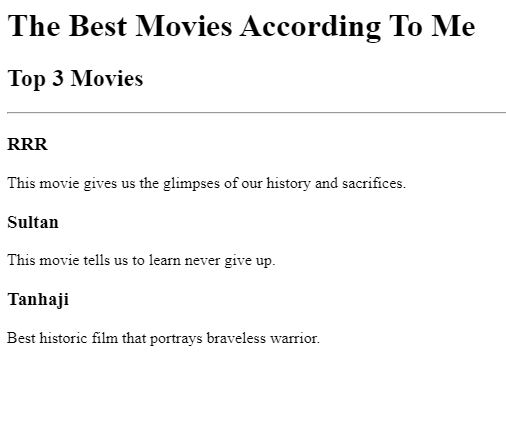 The Best Movies According To Me
Top 3 Movies
RRR
This movie gives us the glimpses of our history and sacrifices.
Sultan
This movie tells us to learn never give up.
Tanhaji
Best historic film that portrays braveless warrior.